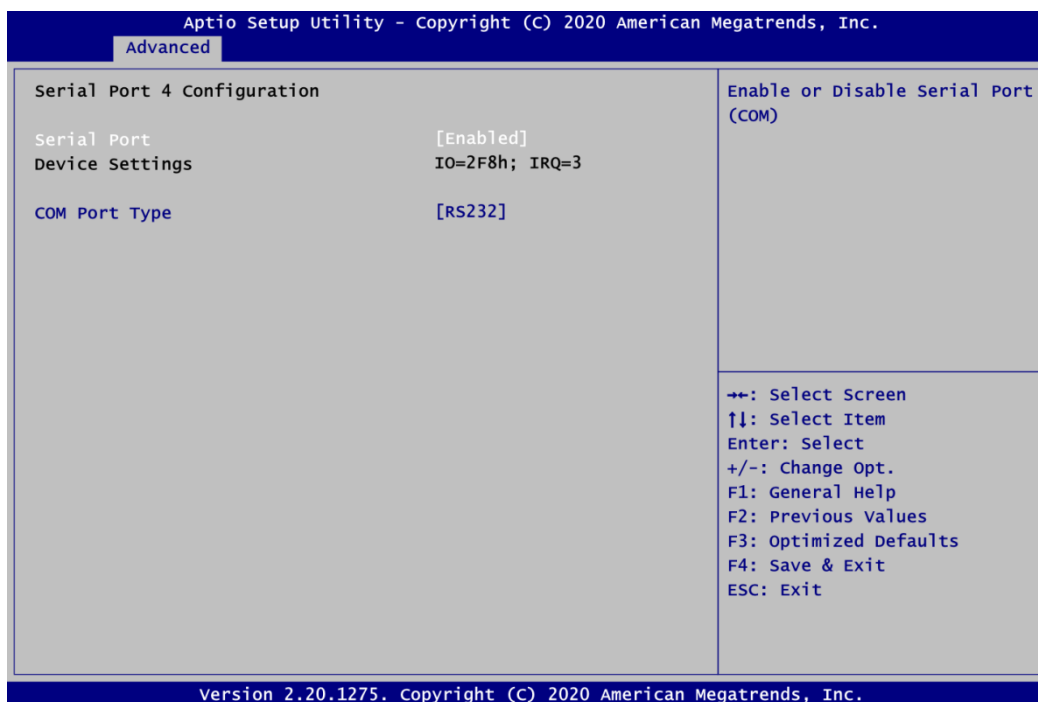 Aptio Setup Utility - Copyright (C) 2020 American Megatrends, Inc.
Advanced
Serial Port 4 Configuration
Serial Port [Enabled]
Device Settings IO=2F8h; IRQ=3
COM Port Type [RS232]
Enable or Disable Serial Port
(COM)
→←: Select Screen
↑↓: Select Item
Enter: Select
+/-: Change Opt.
F1: General Help
F2: Previous Values
F3: Optimized Defaults
F4: Save & Exit
ESC: Exit
Version 2.20.1275. Copyright (C) 2020 American Megatrends, Inc.